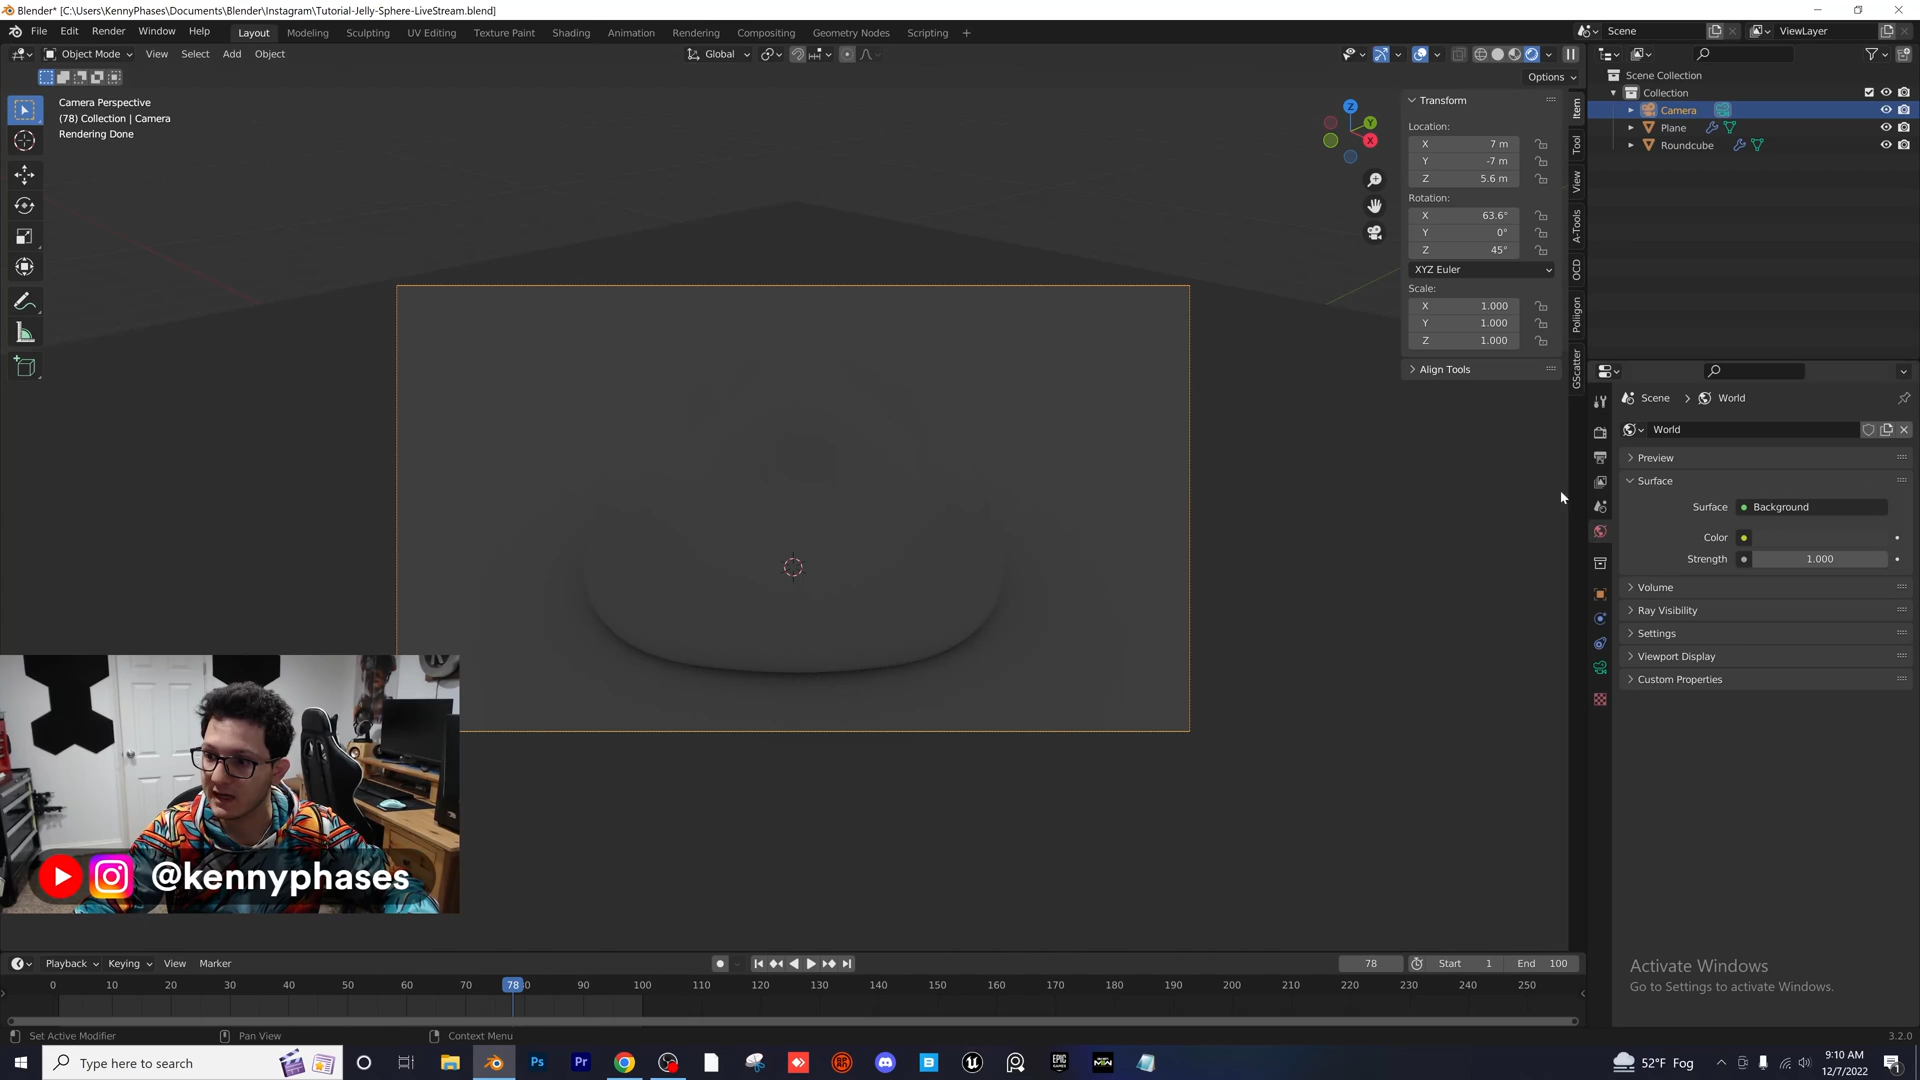 Blender* [C:\Users\KennyPhases\Documents\Blender\Instagram\Tutorial-Jelly-Sphere-LiveStream.blend]
File Edit Render Window Help Layout Modeling Sculpting UV Editing Texture Paint Shading Animation Rendering Compositing Geometry Nodes Scripting + Scene ViewLayer
Object Mode View Select Add Object Global
Options
Camera Perspective
(78) Collection | Camera
Rendering Done
Z
Y
X
Transform
Location:
X 7 m
Y -7 m
Z 5.6 m
Rotation:
X 63.6°
Y 0°
Z 45°
XYZ Euler
Scale:
X 1.000
Y 1.000
Z 1.000
Align Tools
Item
Tool
View
A-Tools
OCD
Poliigon
GScatter
Scene Collection
Collection
Camera
Plane
Roundcube
Scene > World
World
Preview
Surface
Surface Background
Color
Strength 1.000
Volume
Ray Visibility
Settings
Viewport Display
Custom Properties
@kennyphases
Activate Windows
Go to Settings to activate Windows.
Playback Keying View Marker 78 Start 1 End 100
0 10 20 30 40 50 60 70 78 90 100 110 120 130 140 150 160 170 180 190 200 210 220 230 240 250
Set Active Modifier Pan View Context Menu 3.2.0
Type here to search Ps Pr 52°F Fog 9:10 AM
12/7/2022